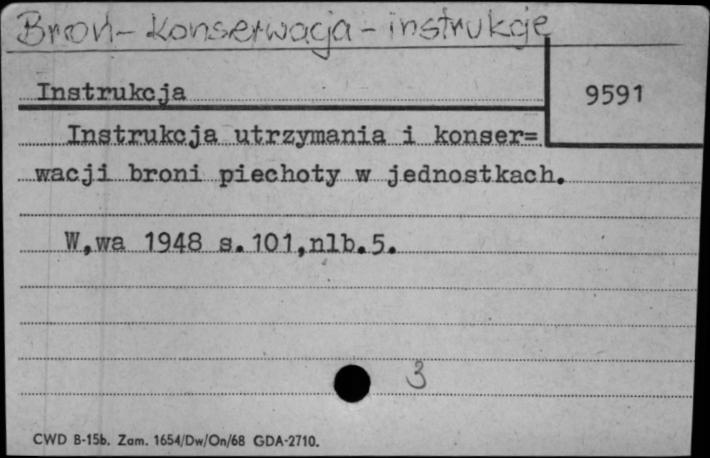 Broń - konserwacja - instrukcje
Instrukcja
9591
Instrukcja utrzymania i konser=
wacji broni piechoty w jednostkach.
W,wa 1948 s.101,nlb.5.
3
CWD B-15b. Zam. 1654/Dw/On/68 GDA-2710.